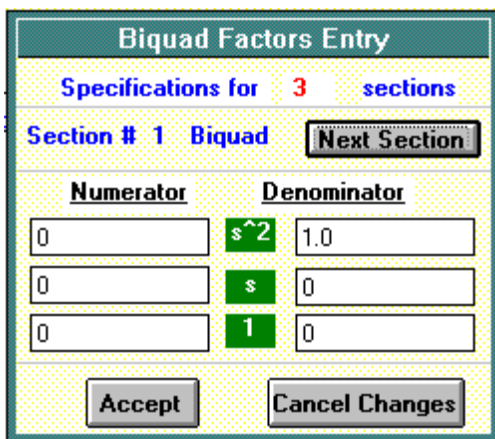 Biquad Factors Entry
Specifications for 3 sections
Section # 1 Biquad Next Section
Numerator Denominator
0 s^2 1.0
0 s 0
0 1 0
Accept Cancel Changes